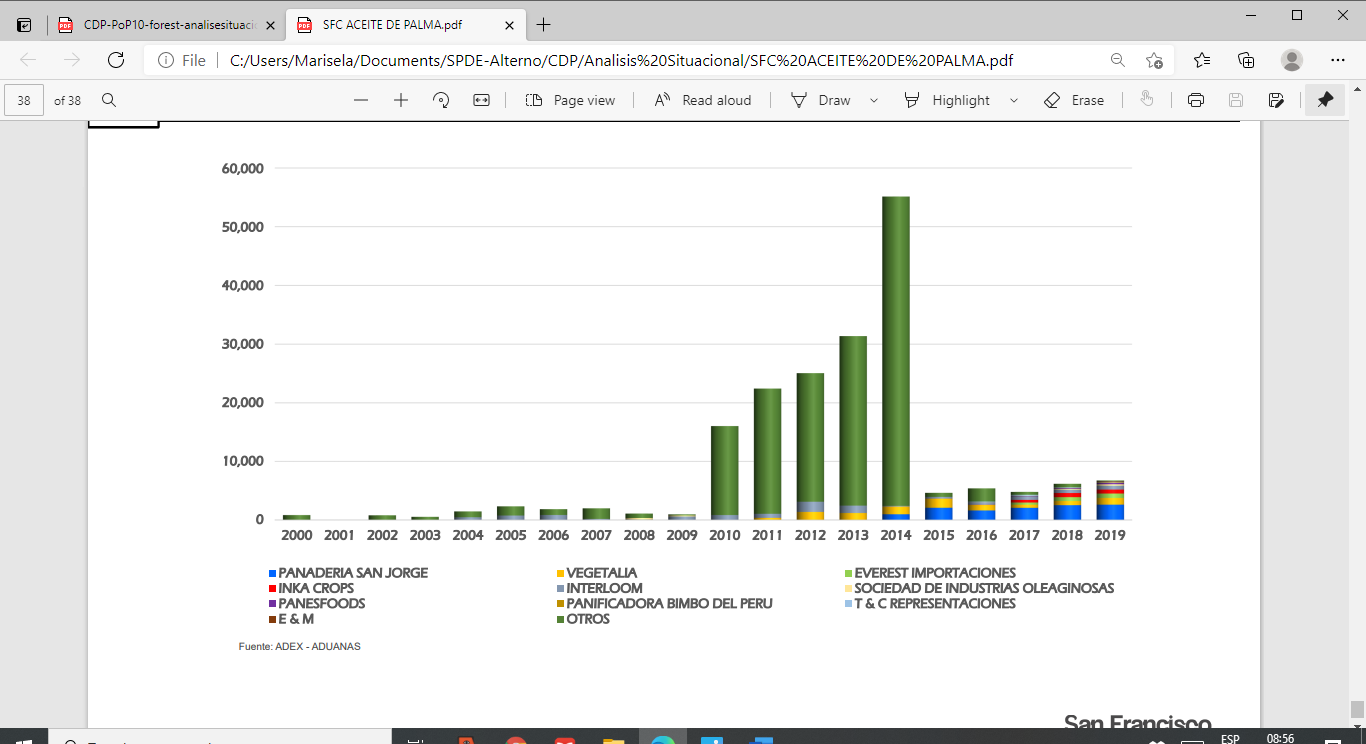 CDP-PoP10-forest-analisesituaci
SFC ACEITE DE PALMA.pdf
File
C:/Users/Marisela/Documents/SPDE-Alterno/CDP/Analisis%20Situacional/SFC%20ACEITE%20DE%20PALMA.pdf
38 of 38
Page view
Read aloud
Draw
Highlight
Erase
60,000
50,000
40,000
30,000
20,000
10,000
0
2000 2001 2002 2003 2004 2005 2006 2007 2008 2009 2010 2011 2012 2013 2014 2015 2016 2017 2018 2019
PANADERIA SAN JORGE VEGETALIA EVEREST IMPORTACIONES
INKA CROPS INTERLOOM SOCIEDAD DE INDUSTRIAS OLEAGINOSAS
PANESFOODS PANIFICADORA BIMBO DEL PERU T & C REPRESENTACIONES
E & M OTROS
Fuente: ADEX - ADUANAS
San Francisco
ESP 08:56